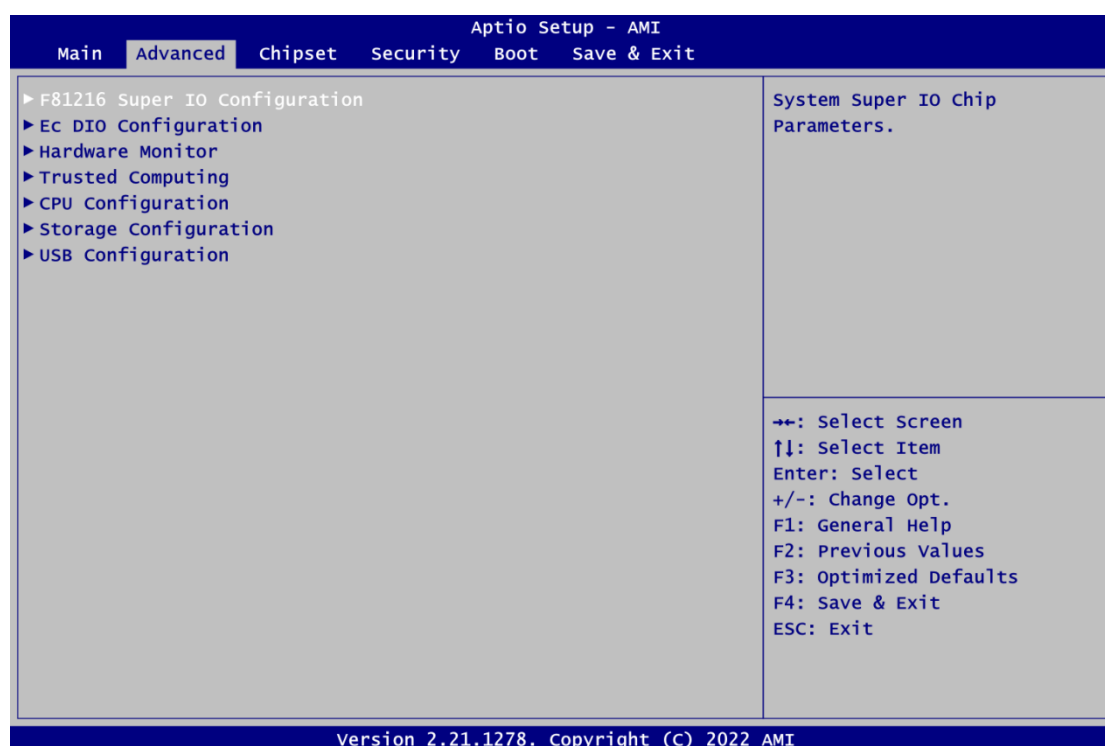 Aptio Setup - AMI
Main Advanced Chipset Security Boot Save & Exit
►F81216 Super IO Configuration
►Ec DIO Configuration
►Hardware Monitor
►Trusted Computing
►CPU Configuration
►Storage Configuration
►USB Configuration
System Super IO Chip
Parameters.
→←: Select Screen
↑↓: Select Item
Enter: Select
+/-: Change Opt.
F1: General Help
F2: Previous Values
F3: Optimized Defaults
F4: Save & Exit
ESC: Exit
Version 2.21.1278. Copyright (C) 2022 AMI